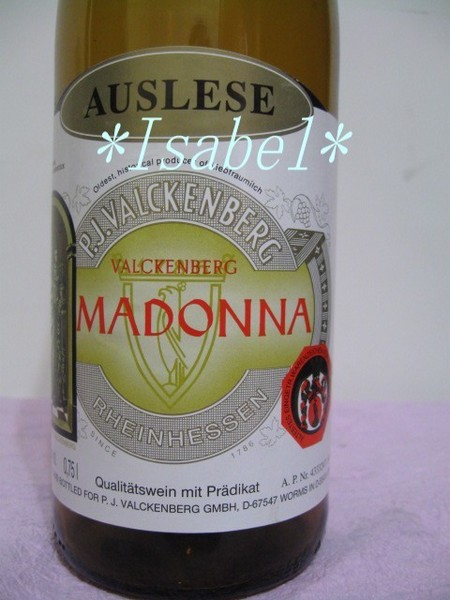 AUSLESE
*Isabel*
Oldest, historical producer of Liebfraumilch
P.J. VALCKENBERG
VALCKENBERG
MADONNA
RHEINHESSEN
SINCE 1786
0,75 l
Qualitätswein mit Prädikat
A. P. Nr.
BOTTLED FOR P. J. VALCKENBERG GMBH, D-67547 WORMS IN